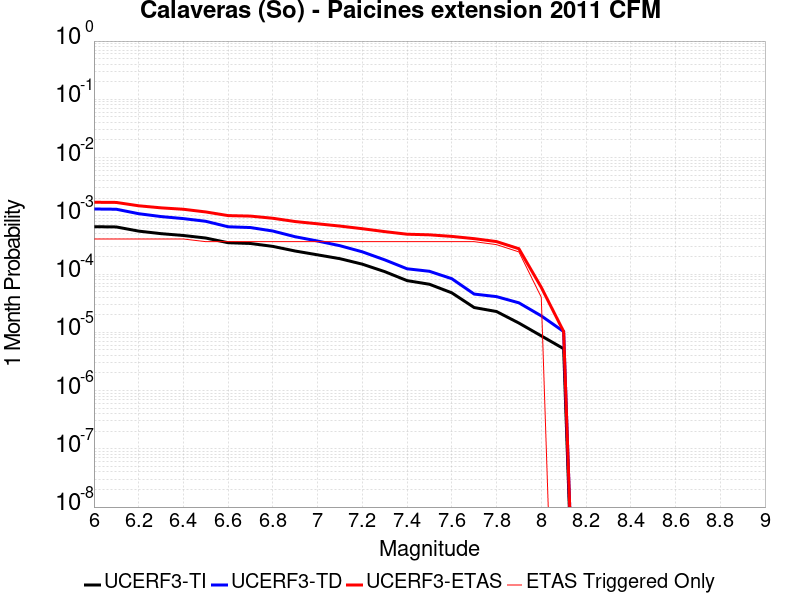 Calaveras (So) - Paicines extension 2011 CFM
10^0
10^-1
10^-2
10^-3
10^-4
10^-5
10^-6
10^-7
10^-8
1 Month Probability
6 6.2 6.4 6.6 6.8 7 7.2 7.4 7.6 7.8 8 8.2 8.4 8.6 8.8 9
Magnitude
UCERF3-TI UCERF3-TD UCERF3-ETAS ETAS Triggered Only